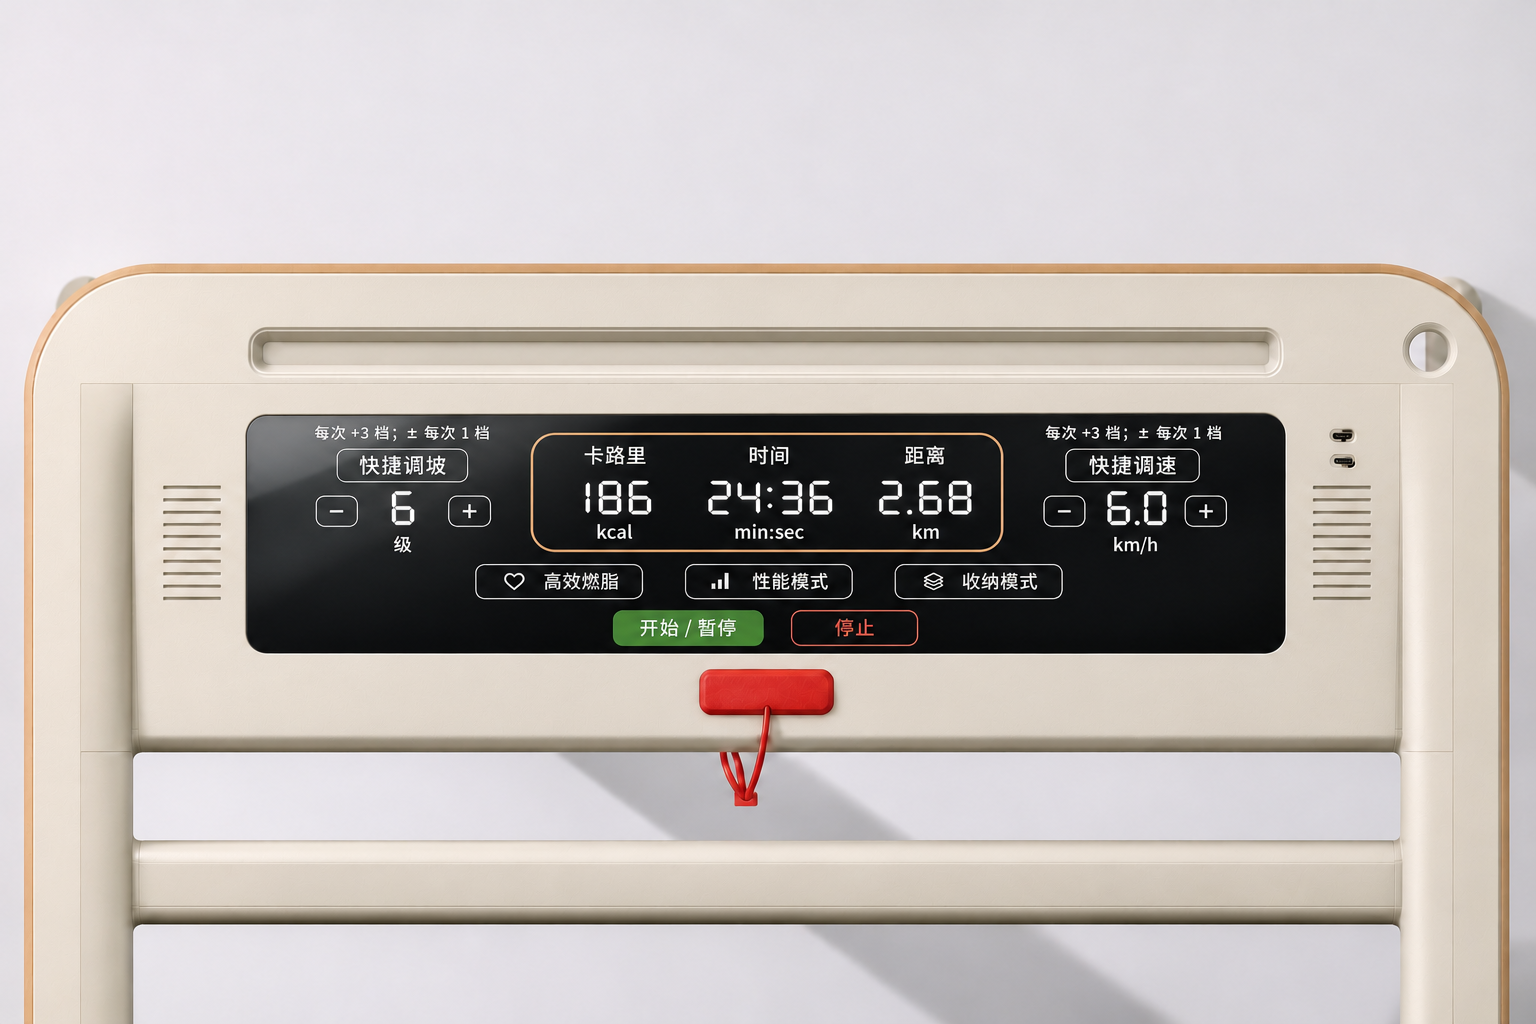 每次 +3 档；± 每次 1 档
快捷调坡
− 6 +
级
卡路里 时间 距离
186 24:36 2.68
kcal min:sec km
每次 +3 档；± 每次 1 档
快捷调速
− 6.0 +
km/h
高效燃脂 性能模式 收纳模式
开始 / 暂停 停止